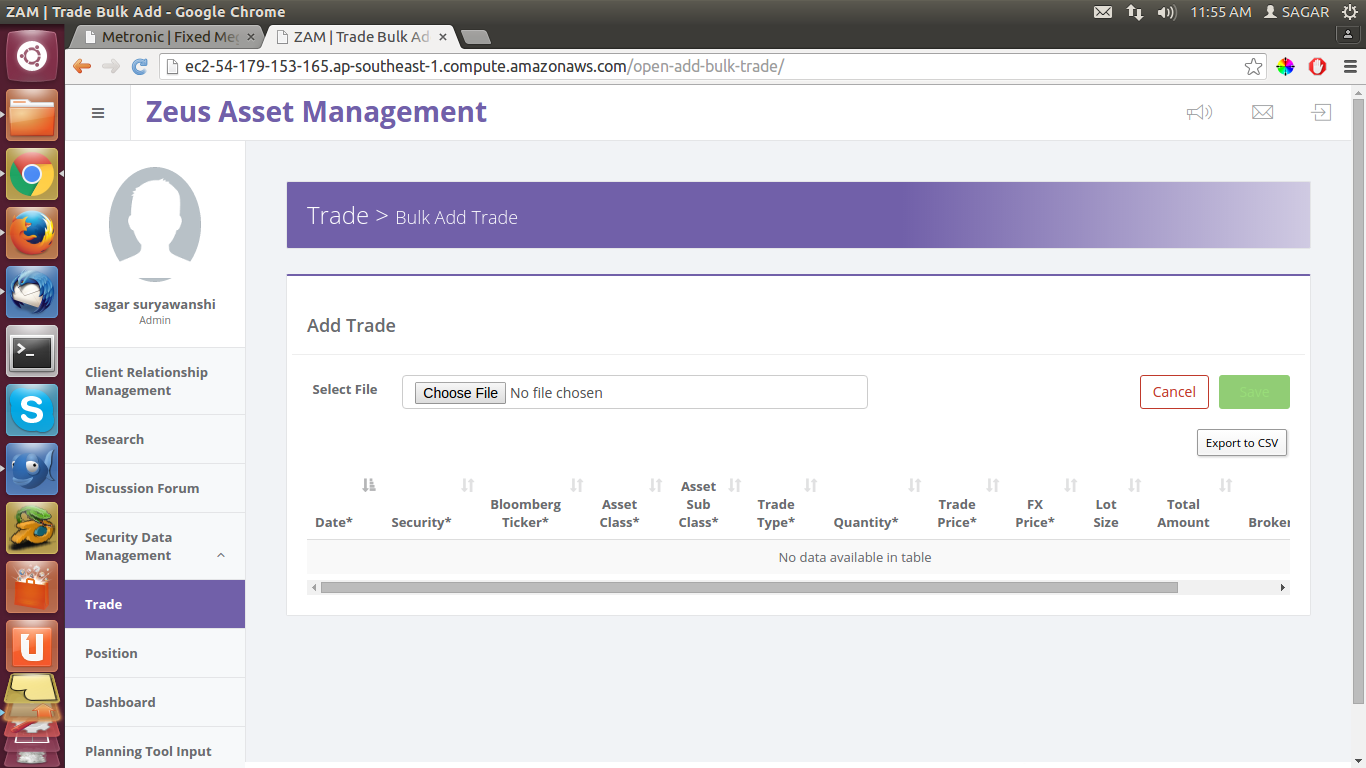 ZAM | Trade Bulk Add - Google Chrome
11:55 AM SAGAR
Metronic | Fixed Me
ZAM | Trade Bulk Ad
ec2-54-179-153-165.ap-southeast-1.compute.amazonaws.com/open-add-bulk-trade/
Zeus Asset Management
sagar suryawanshi
Admin
Client Relationship
Management
Research
Discussion Forum
Security Data
Management
Trade
Position
Dashboard
Planning Tool Input
Trade > Bulk Add Trade
Add Trade
Select File Choose File No file chosen Cancel Save
Export to CSV
Date* Security* Bloomberg Ticker* Asset Class* Asset Sub Class* Trade Type* Quantity* Trade Price* FX Price* Lot Size Total Amount Broker
No data available in table